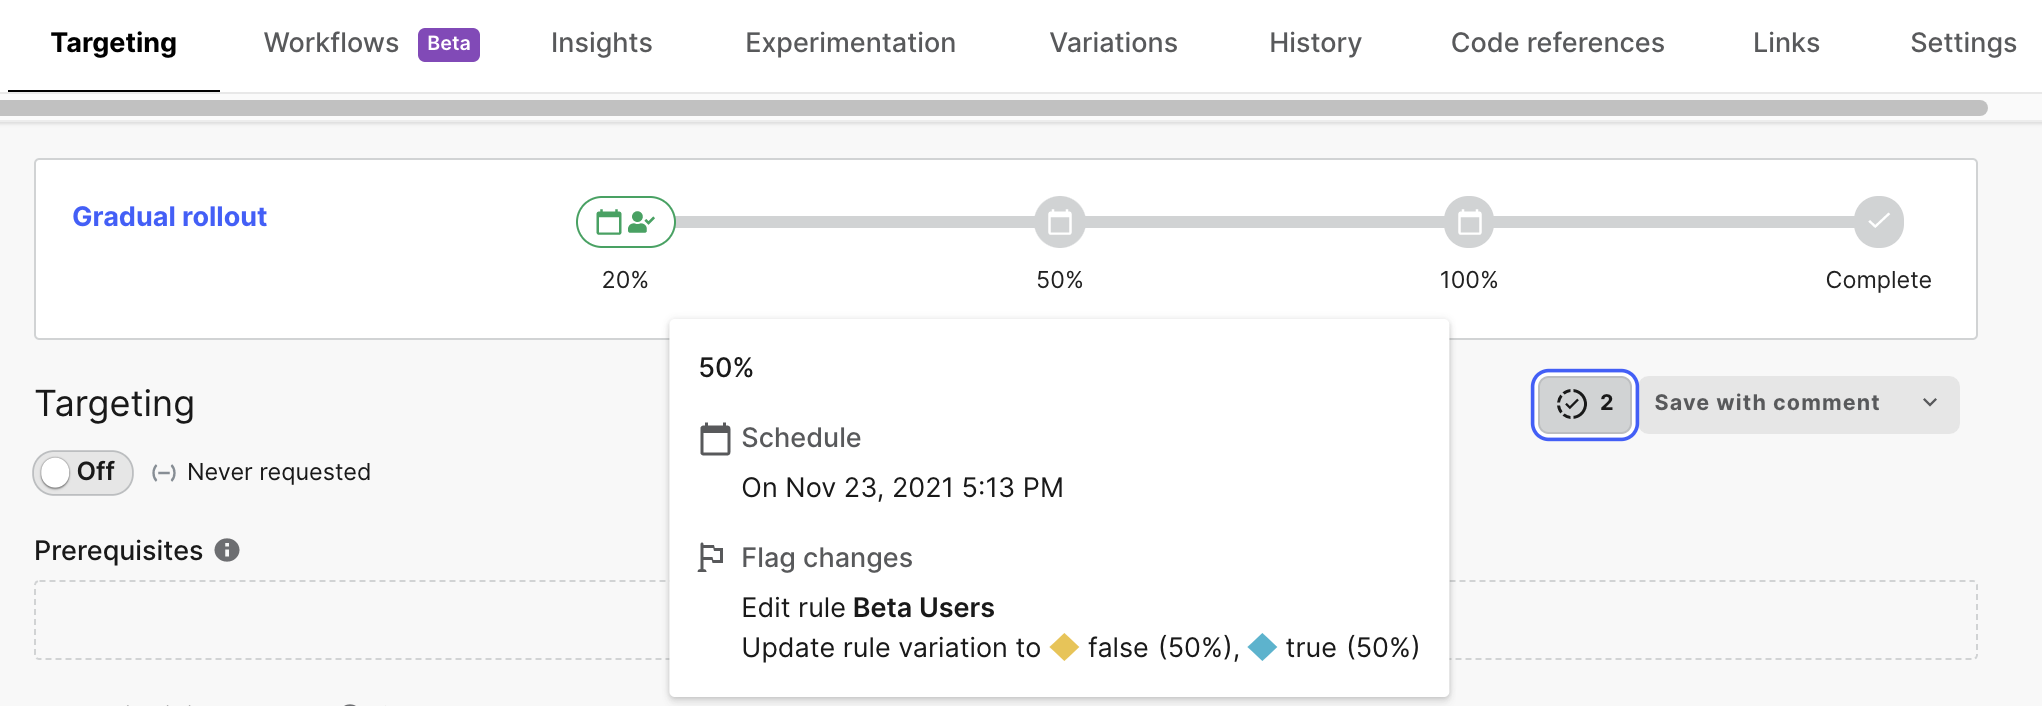 Targeting Workflows Beta Insights Experimentation Variations History Code references Links Settings
Gradual rollout
20% 50% 100% Complete
50%
Schedule
On Nov 23, 2021 5:13 PM
Flag changes
Edit rule Beta Users
Update rule variation to false (50%), true (50%)
Targeting
2 Save with comment
Off Never requested
Prerequisites